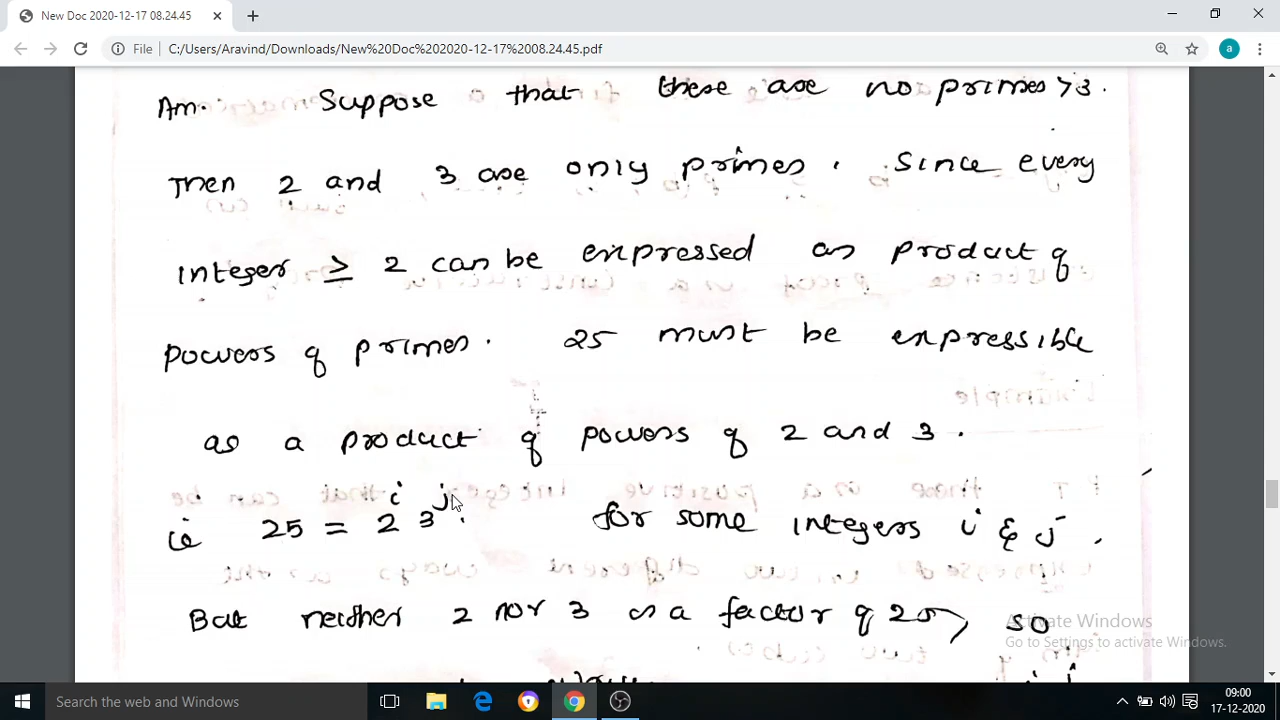 New Doc 2020-12-17 08.24.45
File C:/Users/Aravind/Downloads/New%20Doc%202020-12-17%2008.24.45.pdf
a
Ans. Suppose that these are no primes > 3.
Then 2 and 3 are only primes. Since every
integer ≥ 2 can be expressed as product of
powers of primes. 25 must be expressible
as a product of powers of 2 and 3.
ie 25 = 2^i 3^j. for some integers i & j.
But neither 2 nor 3 is a factor of 25, so
Activate Windows
Go to Settings to activate Windows.
Search the web and Windows
09:00
17-12-2020